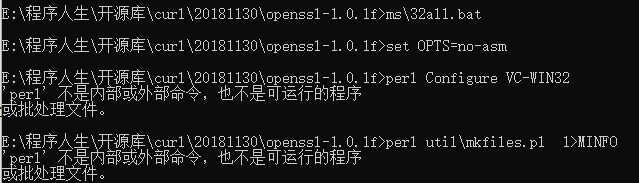 E:\程序人生\开源库\curl\20181130\openssl-1.0.1f>ms\32all.bat
E:\程序人生\开源库\curl\20181130\openssl-1.0.1f>set OPTS=no-asm
E:\程序人生\开源库\curl\20181130\openssl-1.0.1f>perl Configure VC-WIN32
'perl' 不是内部或外部命令，也不是可运行的程序
或批处理文件。
E:\程序人生\开源库\curl\20181130\openssl-1.0.1f>perl util\mkfiles.pl  1>MINFO
'perl' 不是内部或外部命令，也不是可运行的程序
或批处理文件。